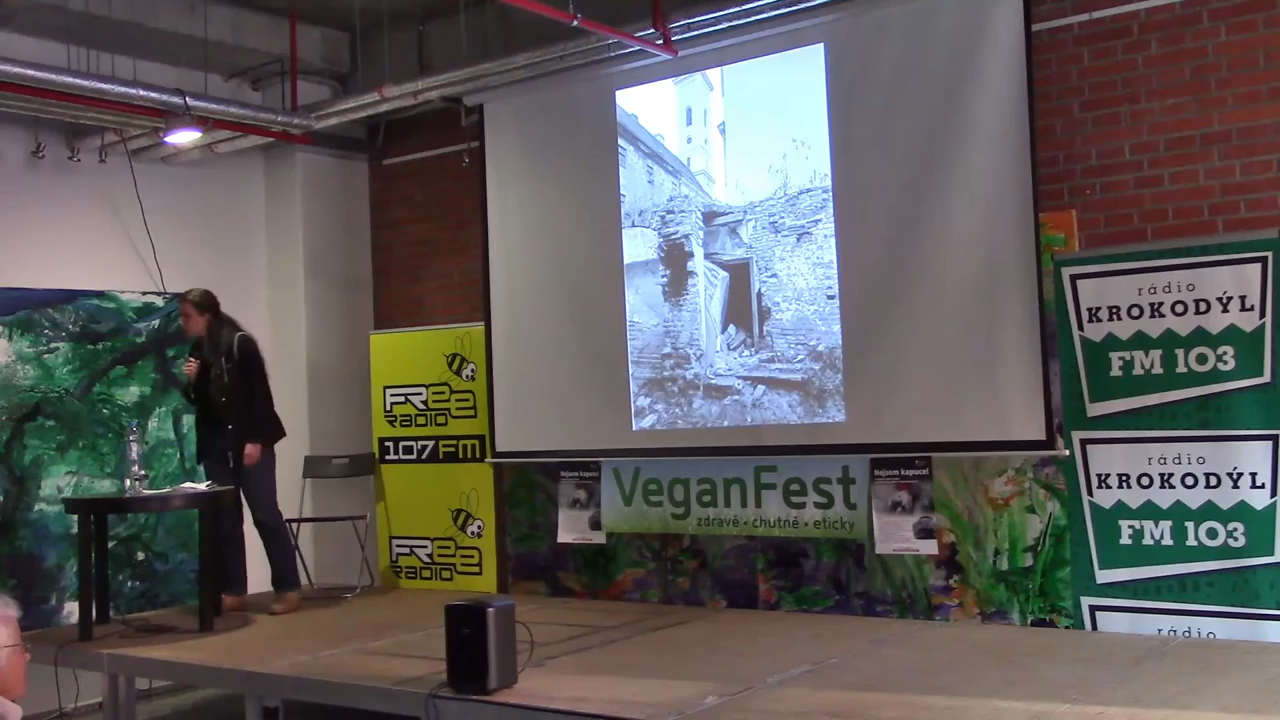 FREE
RADIO
107 FM
FREE
RADIO
Nejsem kapuce!
VeganFest
zdravě • chutně • eticky
Nejsem kapuce!
rádio
KROKODÝL
FM 103
rádio
KROKODÝL
FM 103
rádio